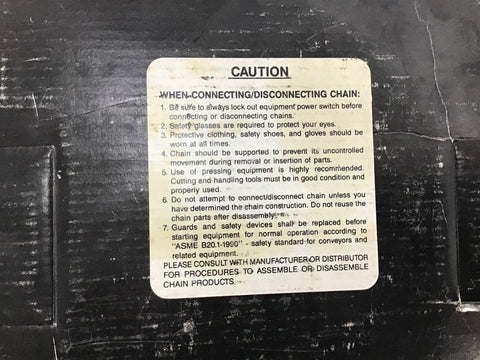 CAUTION
WHEN CONNECTING/DISCONNECTING CHAIN:
1. Be sure to always lock out equipment power switch before
connecting or disconnecting chains.
2. Safety glasses are required to protect your eyes.
3. Protective clothing, safety shoes, and gloves should be
worn at all times.
4. Chain should be supported to prevent its uncontrolled
movement during removal or insertion of parts.
5. Use of pressing equipment is highly recommended.
Cutting and handling tools must be in good condition and
properly used.
6. Do not attempt to connect/disconnect chain unless you
have determined the chain construction. Do not reuse the
chain parts after disassembly.
7. Guards and safety devices shall be replaced before
starting equipment for normal operation according to
"ASME B20.1-1990" - safety standard for conveyors and
related equipment.
PLEASE CONSULT WITH MANUFACTURER OR DISTRIBUTOR
FOR PROCEDURES TO ASSEMBLE OR DISASSEMBLE
CHAIN PRODUCTS.